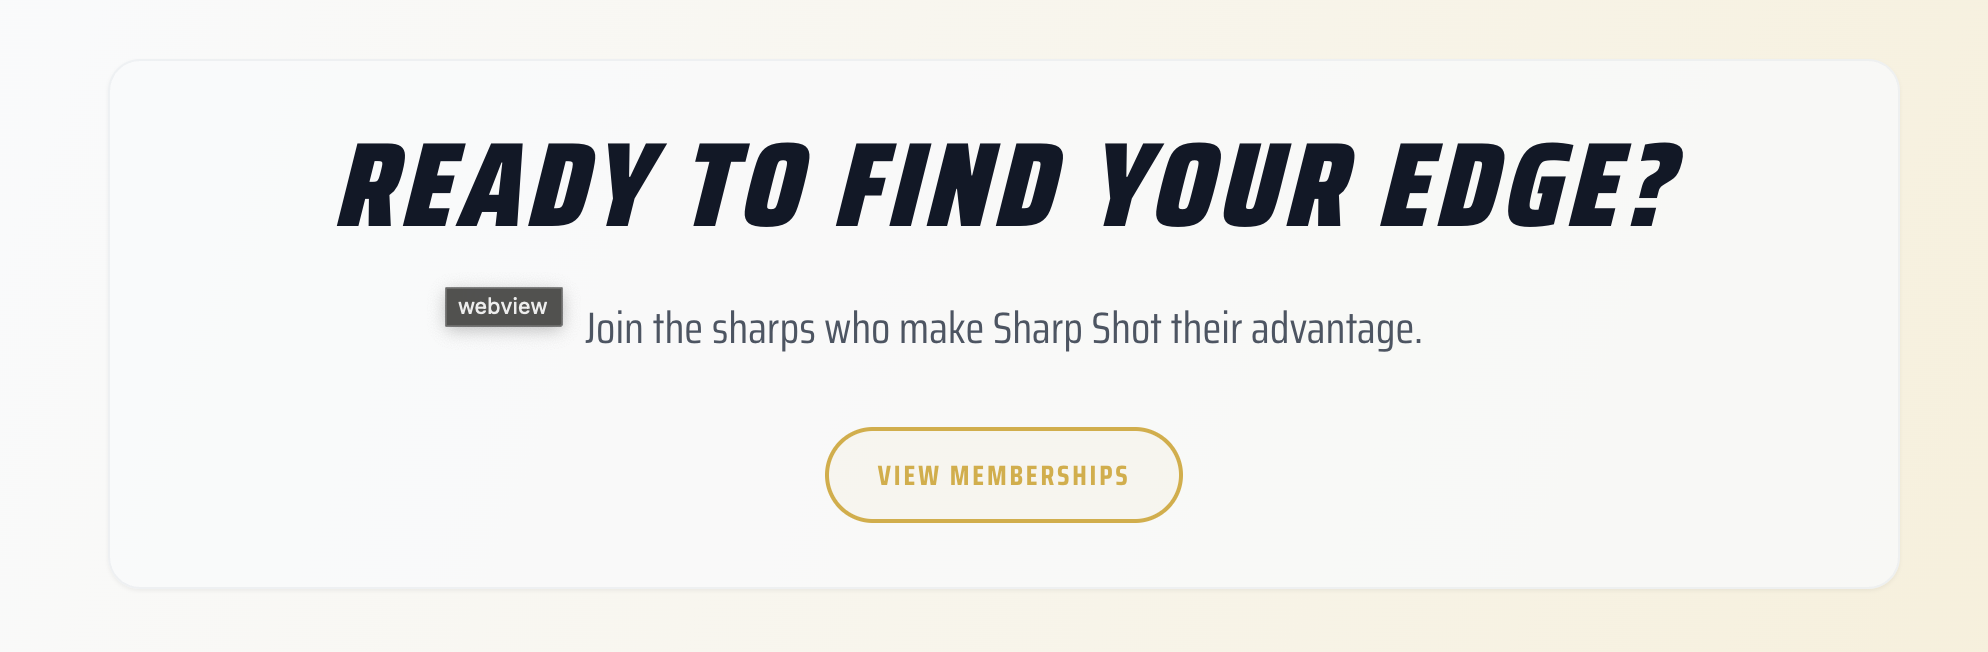 READY TO FIND YOUR EDGE?
webview
Join the sharps who make Sharp Shot their advantage.
VIEW MEMBERSHIPS